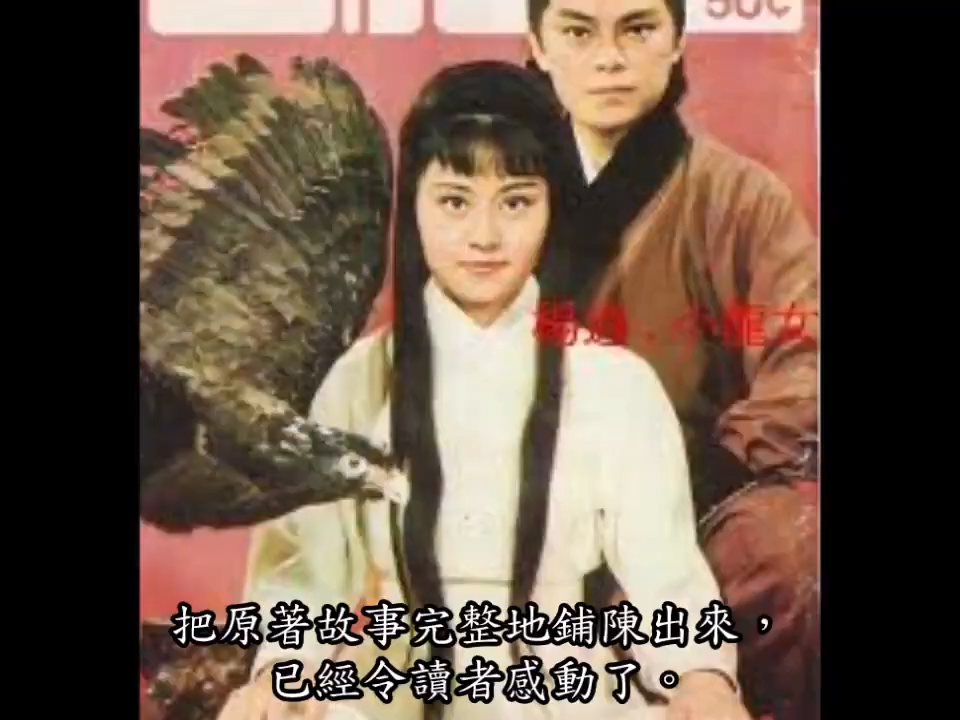 50¢
楊過．小龍女
把原著故事完整地鋪陳出來，
已經令讀者感動了。